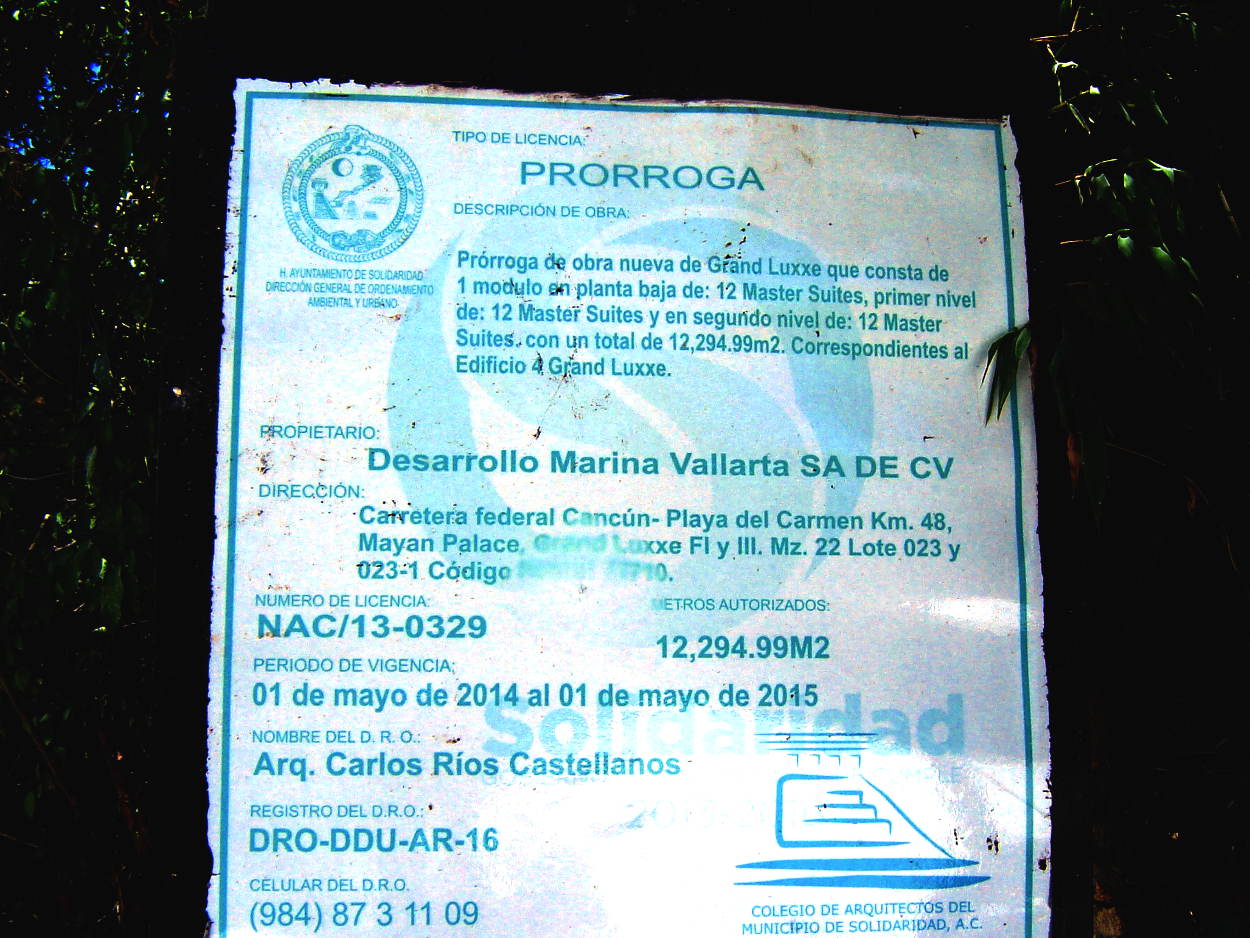 TIPO DE LICENCIA:
PRORROGA
DESCRIPCIÓN DE OBRA:
H. AYUNTAMIENTO DE SOLIDARIDAD
DIRECCIÓN GENERAL DE ORDENAMIENTO
AMBIENTAL Y URBANO
Prórroga de obra nueva de Grand Luxxe que consta de
1 modulo en planta baja de: 12 Master Suites, primer nivel
de: 12 Master Suites y en segundo nivel de: 12 Master
Suites. con un total de 12,294.99m2. Correspondientes al
Edificio 4 Grand Luxxe.
PROPIETARIO:
Desarrollo Marina Vallarta SA DE CV
DIRECCIÓN:
Carretera federal Cancún- Playa del Carmen Km. 48,
Mayan Palace, Grand Luxxe FI y III. Mz. 22 Lote 023 y
023-1 Código 77710.
NUMERO DE LICENCIA:
METROS AUTORIZADOS:
NAC/13-0329
12,294.99M2
PERIODO DE VIGENCIA;
01 de mayo de 2014 al 01 de mayo de 2015
Solidaridad
NOMBRE DEL D. R. O.:
Arq. Carlos Ríos Castellanos
REGISTRO DEL D.R.O.:
DRO-DDU-AR-16
CELULAR DEL D.R.O.
(984) 87 3 11 09
COLEGIO DE ARQUITECTOS DEL
MUNICIPIO DE SOLIDARIDAD, A.C.